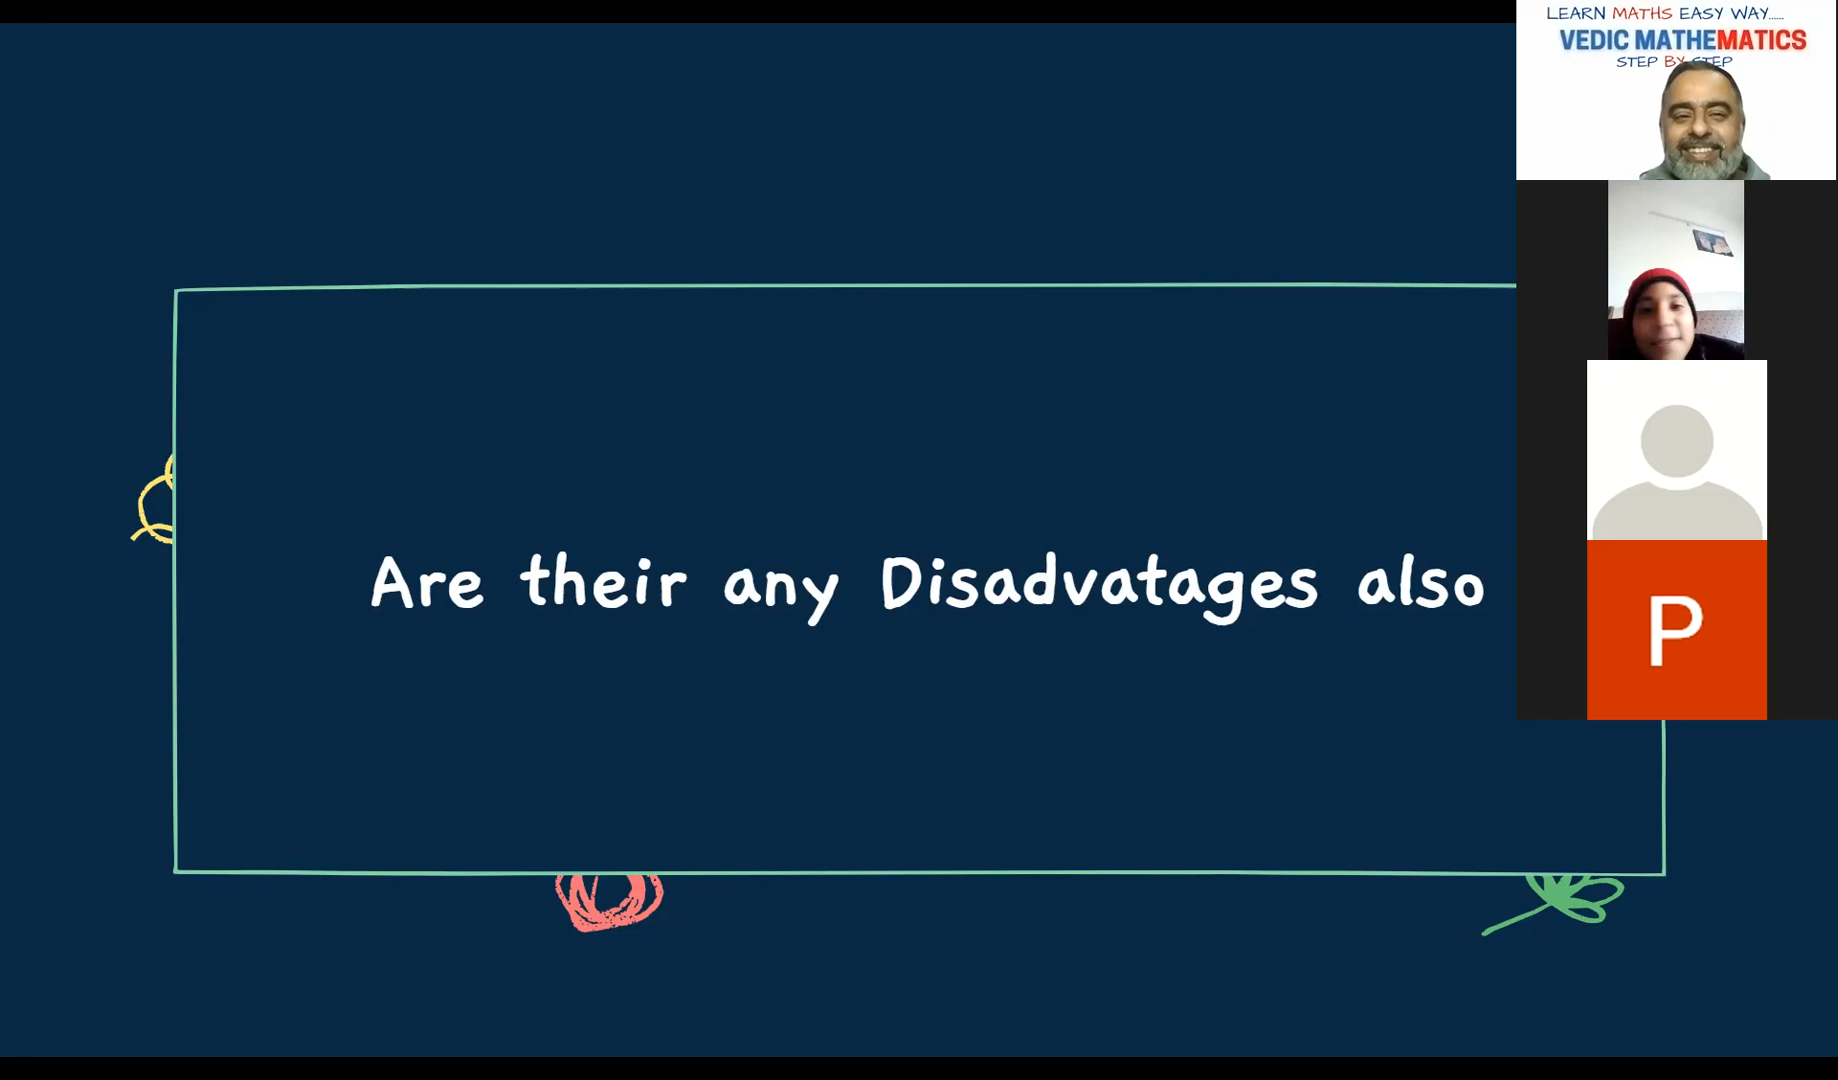 LEARN MATHS EASY WAY......
VEDIC MATHEMATICS
STEP BY STEP
Are their any Disadvatages also
P